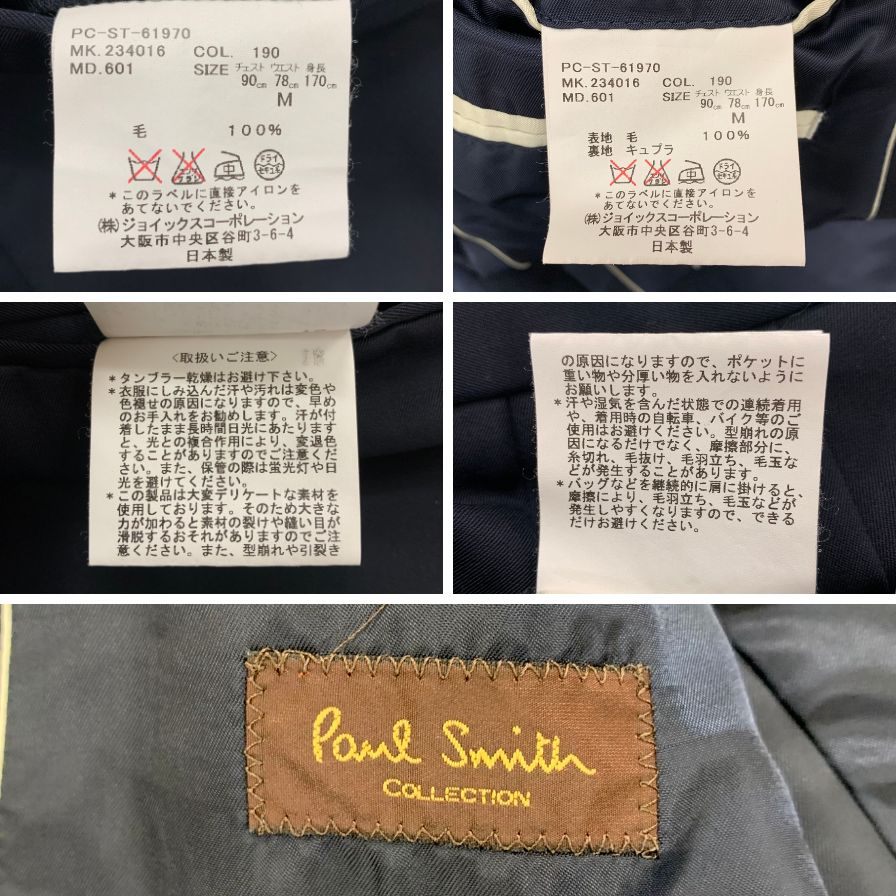 PC-ST-61970
MK.234016 COL. 190
MD.601 SIZE チェスト ウエスト 身長
90cm 78cm 170cm
M
毛 100%
ドライ
セキユ系
*このラベルに直接アイロンを
あてないでください。
(株)ジョイックスコーポレーション
大阪市中央区谷町3-6-4
日本製
PC-ST-61970
MK.234016 COL. 190
MD.601 SIZE チェスト ウエスト 身長
90cm 78cm 170cm
M
表地 毛 100%
裏地 キュプラ
ドライ
セキユ系
*このラベルに直接アイロンを
あてないでください。
(株)ジョイックスコーポレーション
大阪市中央区谷町3-6-4
日本製
〈取扱いご注意〉
*タンブラー乾燥はお避け下さい。
*衣服にしみ込んだ汗や汚れは変色や
色褪せの原因になりますので、早め
のお手入れをお勧めします。汗が付
着したまま長時間日光にあたります
と、光との複合作用により、変退色
することがありますのでご注意くだ
さい。また、保管の際は蛍光灯や日
光を避けてください。
*この製品は大変デリケートな素材を
使用しております。そのため大きな
力が加わると素材の裂けや縫い目が
滑脱するおそれがありますのでご注
意ください。また、型崩れや引裂き
の原因になりますので、ポケットに
重い物や分厚い物を入れないように
お願いします。
*汗や湿気を含んだ状態での連続着用
や、着用時の自転車、バイク等のご
使用はお避けください。型崩れの原
因になるだけでなく、摩擦部分に、
糸切れ、毛抜け、毛羽立ち、毛玉な
どが発生することがあります。
*バッグなどを継続的に肩に掛けると、
摩擦により、毛羽立ち、毛玉などが
発生しやすくなりますので、できる
だけお避けください。
Paul Smith
COLLECTION